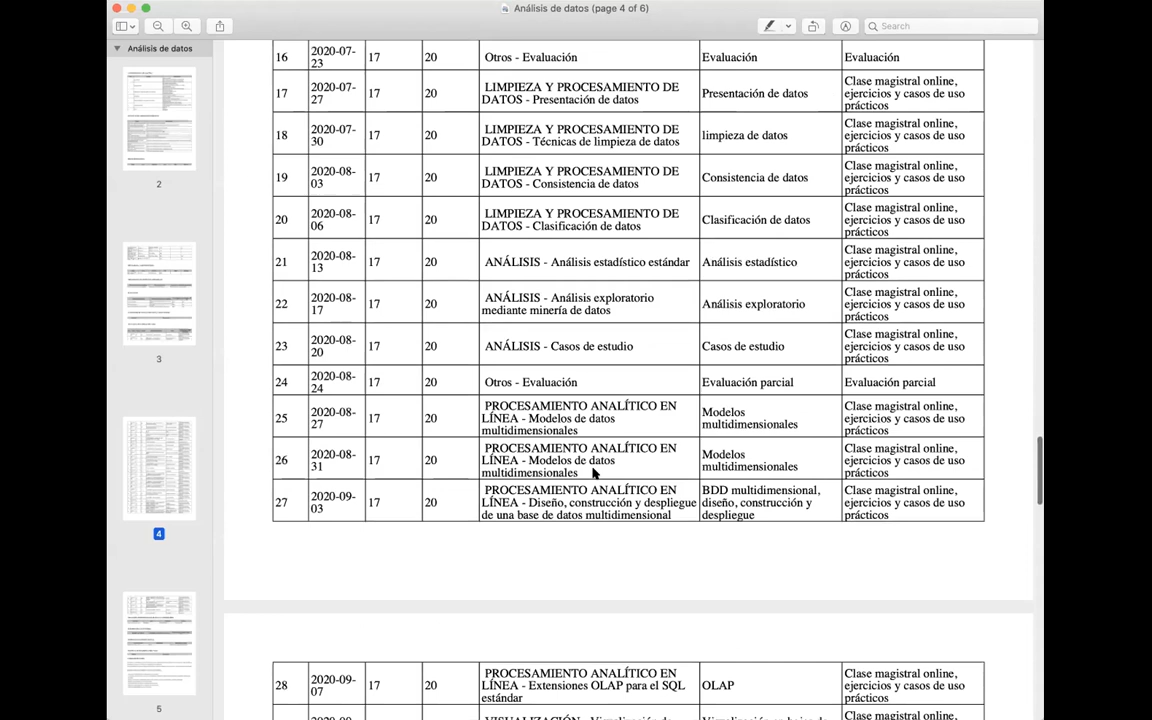 Análisis de datos (page 4 of 6)
Search
Análisis de datos
2
3
4
5
16 2020-07-23 17 20 Otros - Evaluación Evaluación Evaluación
17 2020-07-27 17 20 LIMPIEZA Y PROCESAMIENTO DE DATOS - Presentación de datos Presentación de datos Clase magistral online, ejercicios y casos de uso prácticos
18 2020-07-30 17 20 LIMPIEZA Y PROCESAMIENTO DE DATOS - Técnicas de limpieza de datos limpieza de datos Clase magistral online, ejercicios y casos de uso prácticos
19 2020-08-03 17 20 LIMPIEZA Y PROCESAMIENTO DE DATOS - Consistencia de datos Consistencia de datos Clase magistral online, ejercicios y casos de uso prácticos
20 2020-08-06 17 20 LIMPIEZA Y PROCESAMIENTO DE DATOS - Clasificación de datos Clasificación de datos Clase magistral online, ejercicios y casos de uso prácticos
21 2020-08-13 17 20 ANÁLISIS - Análisis estadístico estándar Análisis estadístico Clase magistral online, ejercicios y casos de uso prácticos
22 2020-08-17 17 20 ANÁLISIS - Análisis exploratorio mediante minería de datos Análisis exploratorio Clase magistral online, ejercicios y casos de uso prácticos
23 2020-08-20 17 20 ANÁLISIS - Casos de estudio Casos de estudio Clase magistral online, ejercicios y casos de uso prácticos
24 2020-08-24 17 20 Otros - Evaluación Evaluación parcial Evaluación parcial
25 2020-08-27 17 20 PROCESAMIENTO ANALÍTICO EN LÍNEA - Modelos de datos multidimensionales Modelos multidimensionales Clase magistral online, ejercicios y casos de uso prácticos
26 2020-08-31 17 20 PROCESAMIENTO ANALÍTICO EN LÍNEA - Modelos de datos multidimensionales Modelos multidimensionales Clase magistral online, ejercicios y casos de uso prácticos
27 2020-09-03 17 20 PROCESAMIENTO ANALÍTICO EN LÍNEA - Diseño, construcción y despliegue de una base de datos multidimensional BDD multidimensional, diseño, construcción y despliegue Clase magistral online, ejercicios y casos de uso prácticos
28 2020-09-07 17 20 PROCESAMIENTO ANALÍTICO EN LÍNEA - Extensiones OLAP para el SQL estándar OLAP Clase magistral online, ejercicios y casos de uso prácticos